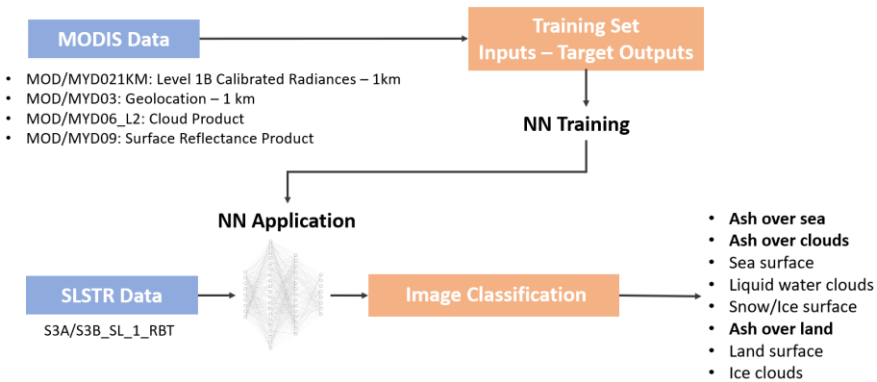 MODIS Data
Training Set
Inputs – Target Outputs
• MOD/MYD021KM: Level 1B Calibrated Radiances – 1km
• MOD/MYD03: Geolocation – 1 km
• MOD/MYD06_L2: Cloud Product
• MOD/MYD09: Surface Reflectance Product
NN Training
NN Application
SLSTR Data
S3A/S3B_SL_1_RBT
Image Classification
• Ash over sea
• Ash over clouds
• Sea surface
• Liquid water clouds
• Snow/Ice surface
• Ash over land
• Land surface
• Ice clouds